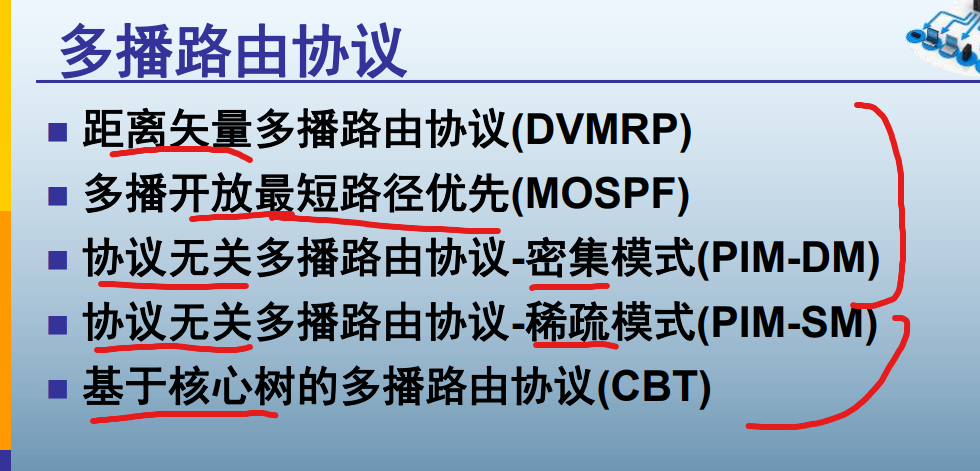 多播路由协议
距离矢量多播路由协议(DVMRP)
多播开放最短路径优先(MOSPF)
协议无关多播路由协议-密集模式(PIM-DM)
协议无关多播路由协议-稀疏模式(PIM-SM)
基于核心树的多播路由协议(CBT)